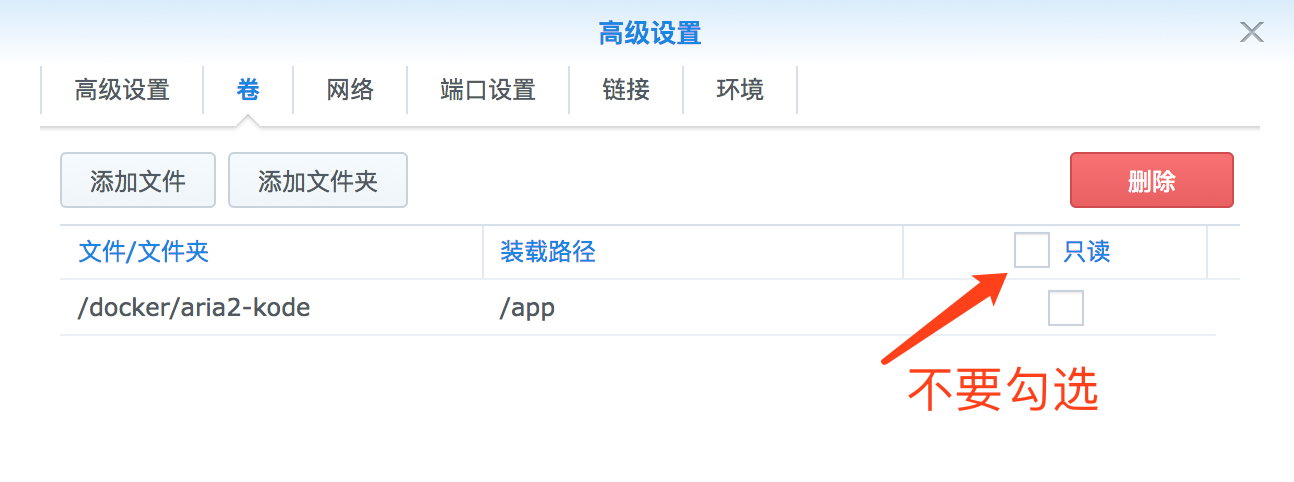 高级设置
高级设置 卷 网络 端口设置 链接 环境
添加文件 添加文件夹 删除
文件/文件夹 装载路径 只读
/docker/aria2-kode /app
不要勾选